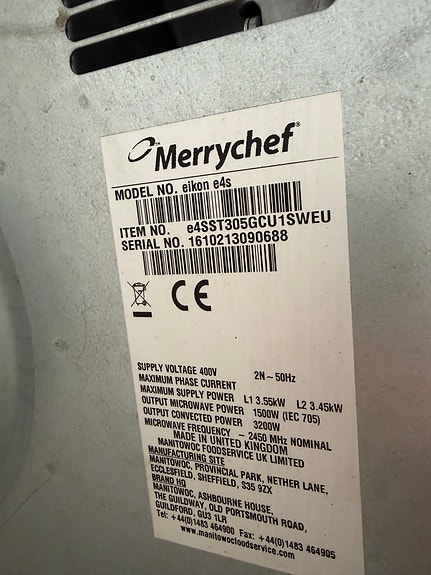 Merrychef®
MODEL NO. eikon e4s
ITEM NO. e4SST305GCU1SWEU
SERIAL NO. 1610213090688
CE
SUPPLY VOLTAGE 400V 2N~50Hz
MAXIMUM PHASE CURRENT
MAXIMUM SUPPLY POWER L1 3.55kW L2 3.45kW
OUTPUT MICROWAVE POWER 1500W (IEC 705)
OUTPUT CONVECTED POWER 3200W
MICROWAVE FREQUENCY – 2450 MHz NOMINAL
MADE IN UNITED KINGDOM
MANITOWOC FOODSERVICE UK LIMITED
MANUFACTURING SITE
MANITOWOC, PROVINCIAL PARK, NETHER LANE,
ECCLESFIELD, SHEFFIELD, S35 9ZX
BRAND HQ
MANITOWOC, ASHBOURNE HOUSE,
THE GUILDWAY, OLD PORTSMOUTH ROAD,
GUILDFORD, GU3 1LR
Tel: +44(0)1483 464900 Fax: +44(0)1483 464905
www.manitowocfoodservice.com